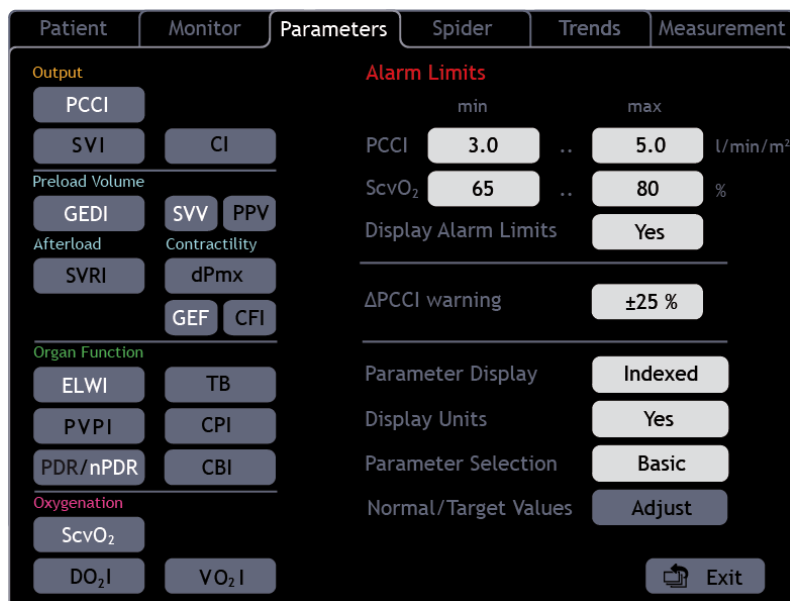 Patient Monitor Parameters Spider Trends Measurement
Output
PCCI
SVI CI
Preload Volume
GEDI SVV PPV
Afterload Contractility
SVRI dPmx
GEF CFI
Organ Function
ELWI TB
PVPI CPI
PDR/nPDR CBI
Oxygenation
ScvO₂
DO₂I VO₂I
Alarm Limits
min max
PCCI 3.0 .. 5.0 l/min/m²
ScvO₂ 65 .. 80 %
Display Alarm Limits Yes
ΔPCCI warning ±25 %
Parameter Display Indexed
Display Units Yes
Parameter Selection Basic
Normal/Target Values Adjust
Exit